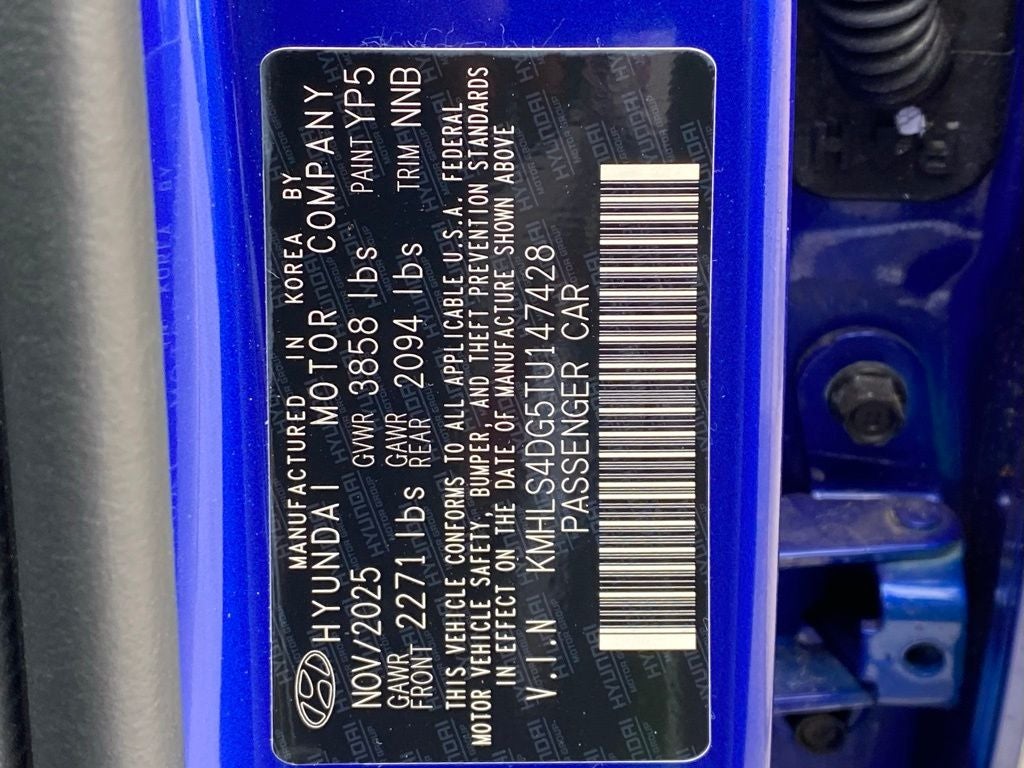 MANUFACTURED IN KOREA BY
HYUNDAI MOTOR COMPANY
NOV/2025 GVWR 3858 lbs PAINT YP5
GAWR FRONT 2271 lbs GAWR REAR 2094 lbs TRIM NNB
THIS VEHICLE CONFORMS TO ALL APPLICABLE U.S.A. FEDERAL
MOTOR VEHICLE SAFETY, BUMPER, AND THEFT PREVENTION STANDARDS
IN EFFECT ON THE DATE OF MANUFACTURE SHOWN ABOVE
V.I.N KMHLS4DG5TU147428
PASSENGER CAR